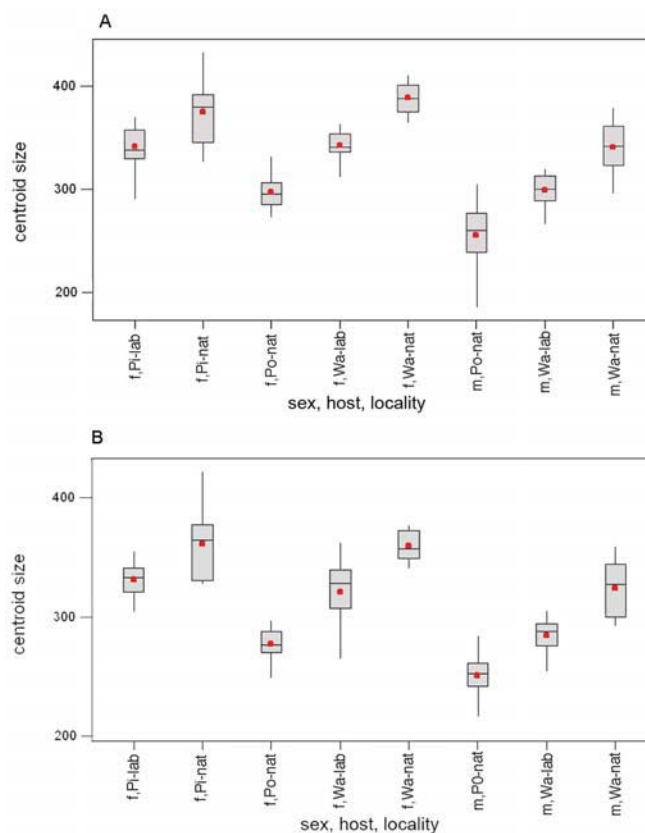 A
centroid size
400
300
200
f,Pi-lab
f,Pi-nat
f,Po-nat
f,Wa-lab
f,Wa-nat
m,Po-nat
m,Wa-lab
m,Wa-nat
sex, host, locality
B
centroid size
400
300
200
f,Pi-lab
f,Pi-nat
f,Po-nat
f,Wa-lab
f,Wa-nat
m,P0-nat
m,Wa-lab
m,Wa-nat
sex, host, locality